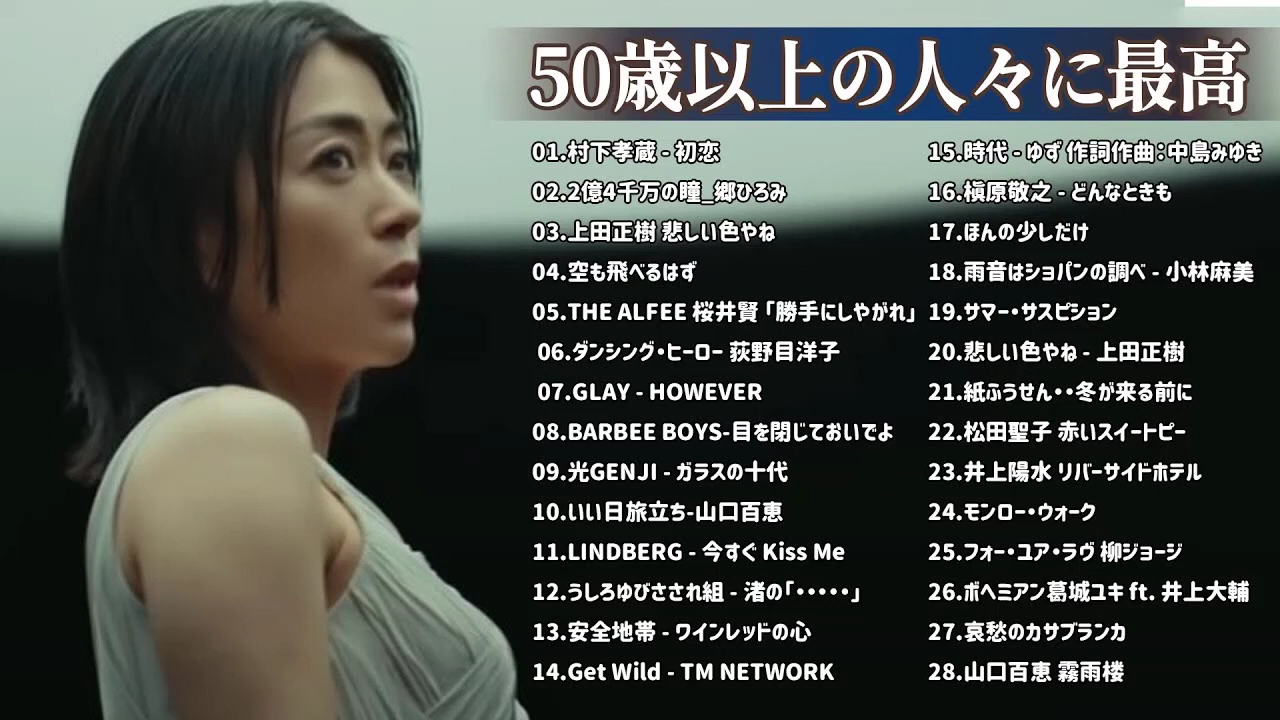 50歳以上の人々に最高
01.村下孝蔵 - 初恋
02.2億4千万の瞳_郷ひろみ
03.上田正樹 悲しい色やね
04.空も飛べるはず
05.THE ALFEE 桜井賢 「勝手にしやがれ」
06.ダンシング・ヒーロー 荻野目洋子
07.GLAY - HOWEVER
08.BARBEE BOYS-目を閉じておいでよ
09.光GENJI - ガラスの十代
10.いい日旅立ち-山口百恵
11.LINDBERG - 今すぐ Kiss Me
12.うしろゆびさされ組 - 渚の「・・・・・」
13.安全地帯 - ワインレッドの心
14.Get Wild - TM NETWORK
15.時代 - ゆず 作詞作曲：中島みゆき
16.槇原敬之 - どんなときも
17.ほんの少しだけ
18.雨音はショパンの調べ - 小林麻美
19.サマー・サスピション
20.悲しい色やね - 上田正樹
21.紙ふうせん・・冬が来る前に
22.松田聖子 赤いスイートピー
23.井上陽水 リバーサイドホテル
24.モンロー・ウォーク
25.フォー・ユア・ラヴ 柳ジョージ
26.ボヘミアン葛城ユキ ft. 井上大輔
27.哀愁のカサブランカ
28.山口百恵 霧雨楼